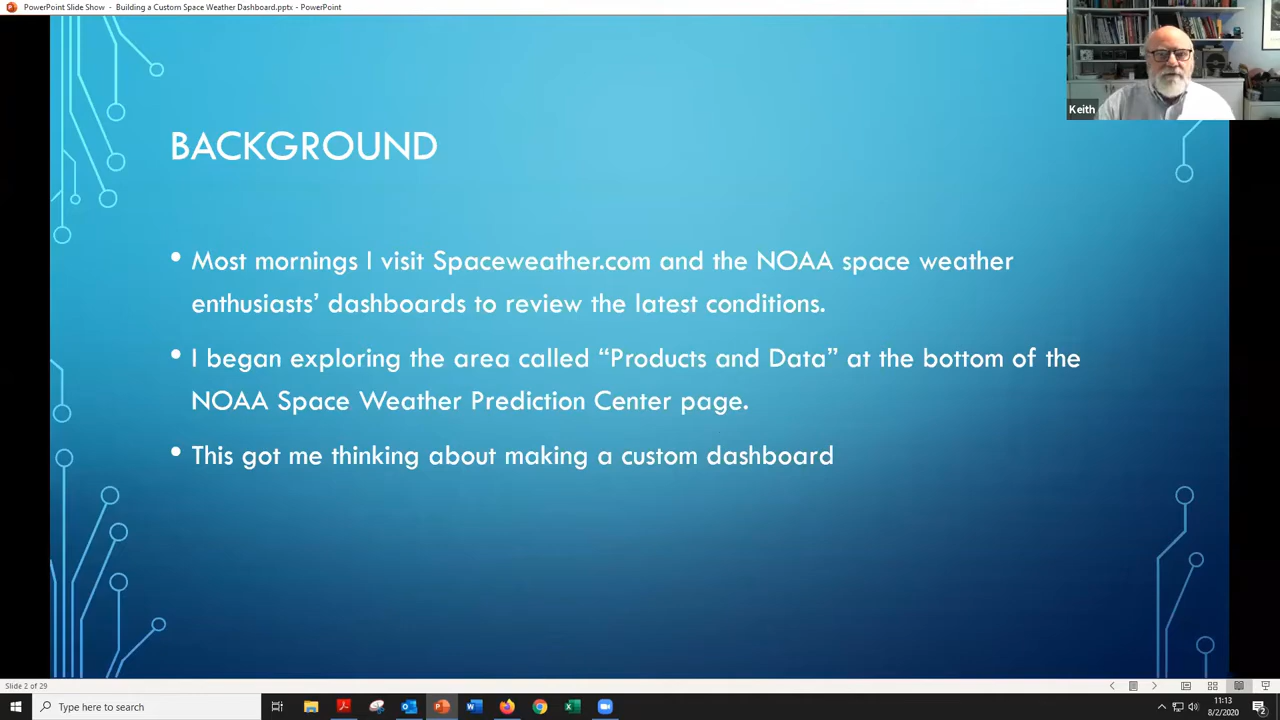 PowerPoint Slide Show - Building a Custom Space Weather Dashboard.pptx - PowerPoint
Keith
BACKGROUND
• Most mornings I visit Spaceweather.com and the NOAA space weather
enthusiasts’ dashboards to review the latest conditions.
• I began exploring the area called “Products and Data” at the bottom of the
NOAA Space Weather Prediction Center page.
• This got me thinking about making a custom dashboard
Slide 2 of 29
Type here to search
11:13
8/2/2020
2